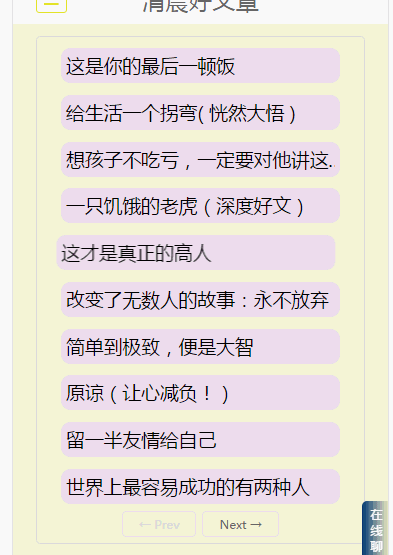 清晨好文章
这是你的最后一顿饭
给生活一个拐弯( 恍然大悟 )
想孩子不吃亏，一定要对他讲这.
一只饥饿的老虎（深度好文）
这才是真正的高人
改变了无数人的故事：永不放弃
简单到极致，便是大智
原谅（让心减负！）
留一半友情给自己
世界上最容易成功的有两种人
← Prev
Next →
在线聊